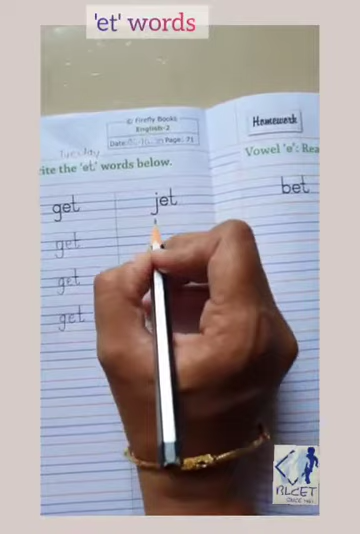 'et' words
© Firefly Books
English-2
Page: 71
Homework
Tuesday
Date:
ite the 'et' words below.
Vowel 'e': Rea
get jet
bet
get
get
get
BLCET